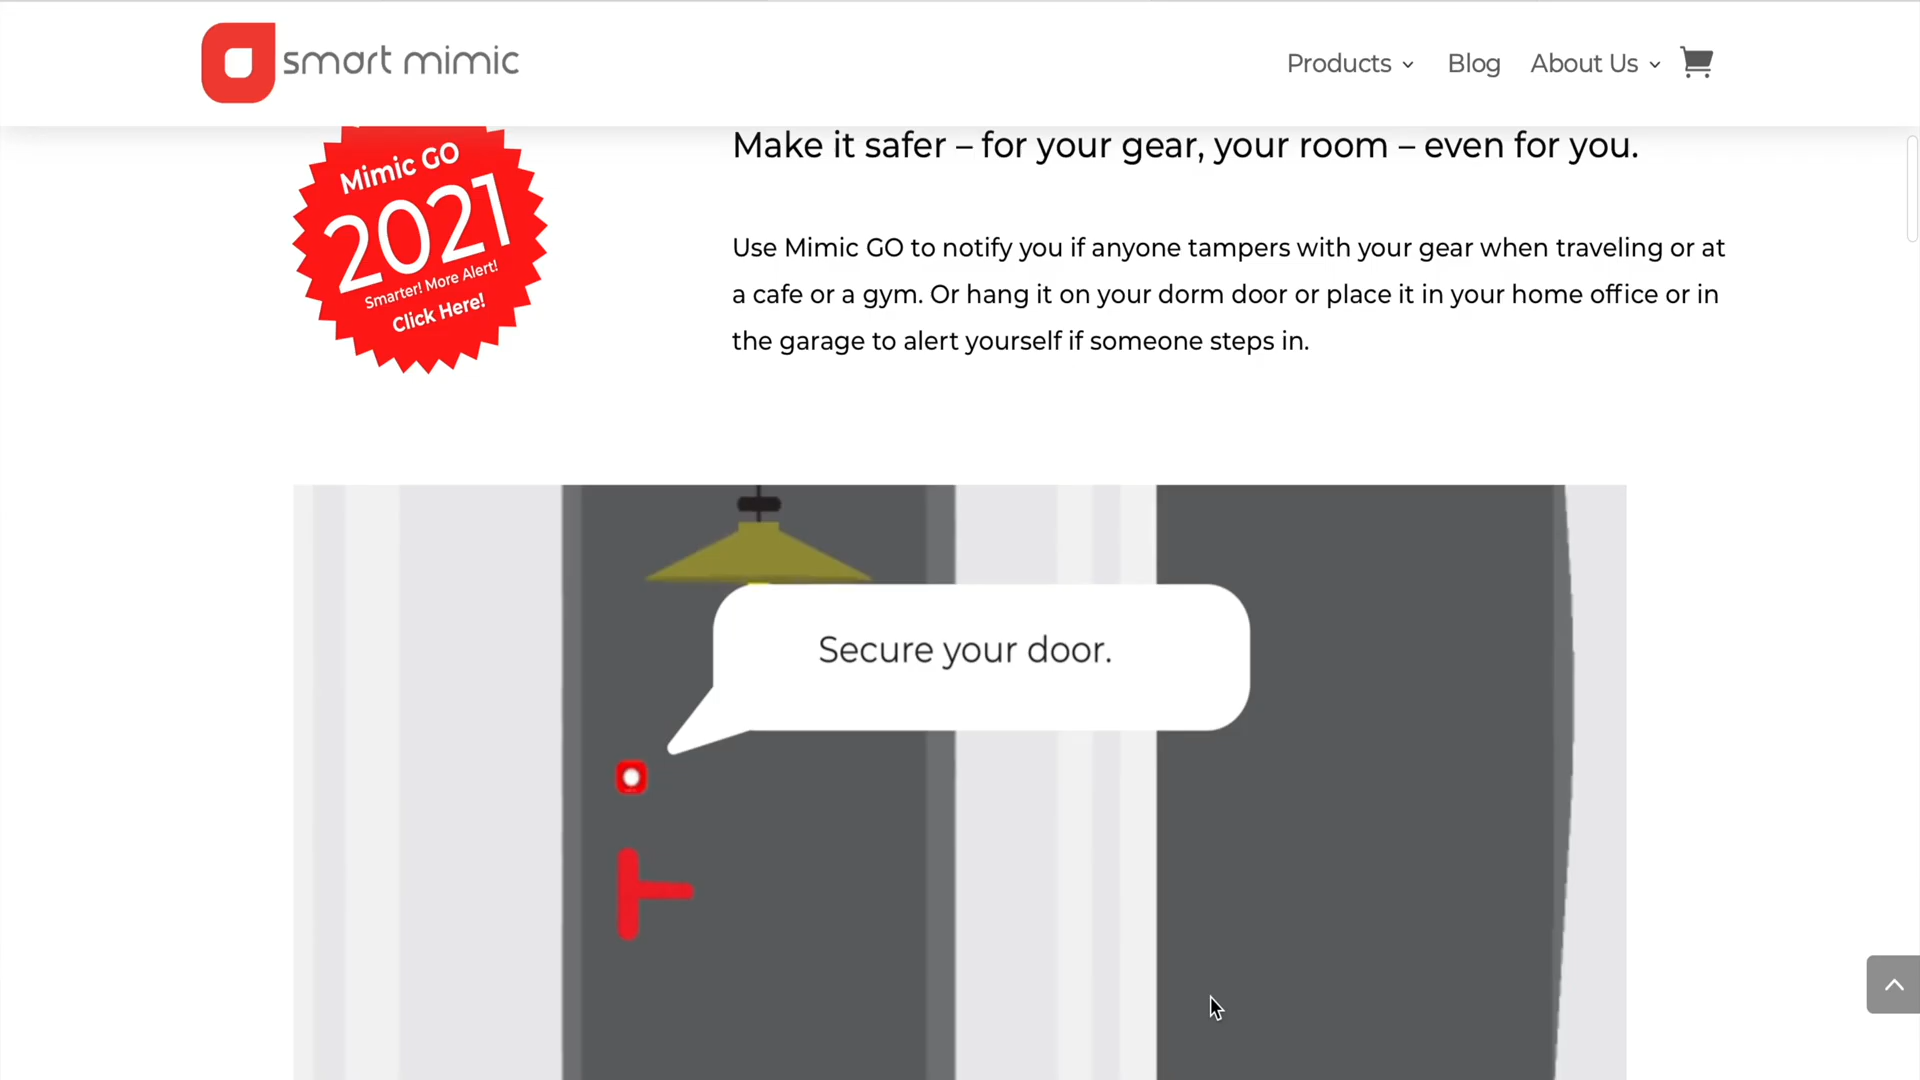 smart mimic
Products
Blog
About Us
Mimic GO
2021
Smarter! More Alert!
Click Here!
Make it safer – for your gear, your room – even for you.
Use Mimic GO to notify you if anyone tampers with your gear when traveling or at
a cafe or a gym. Or hang it on your dorm door or place it in your home office or in
the garage to alert yourself if someone steps in.
Secure your door.